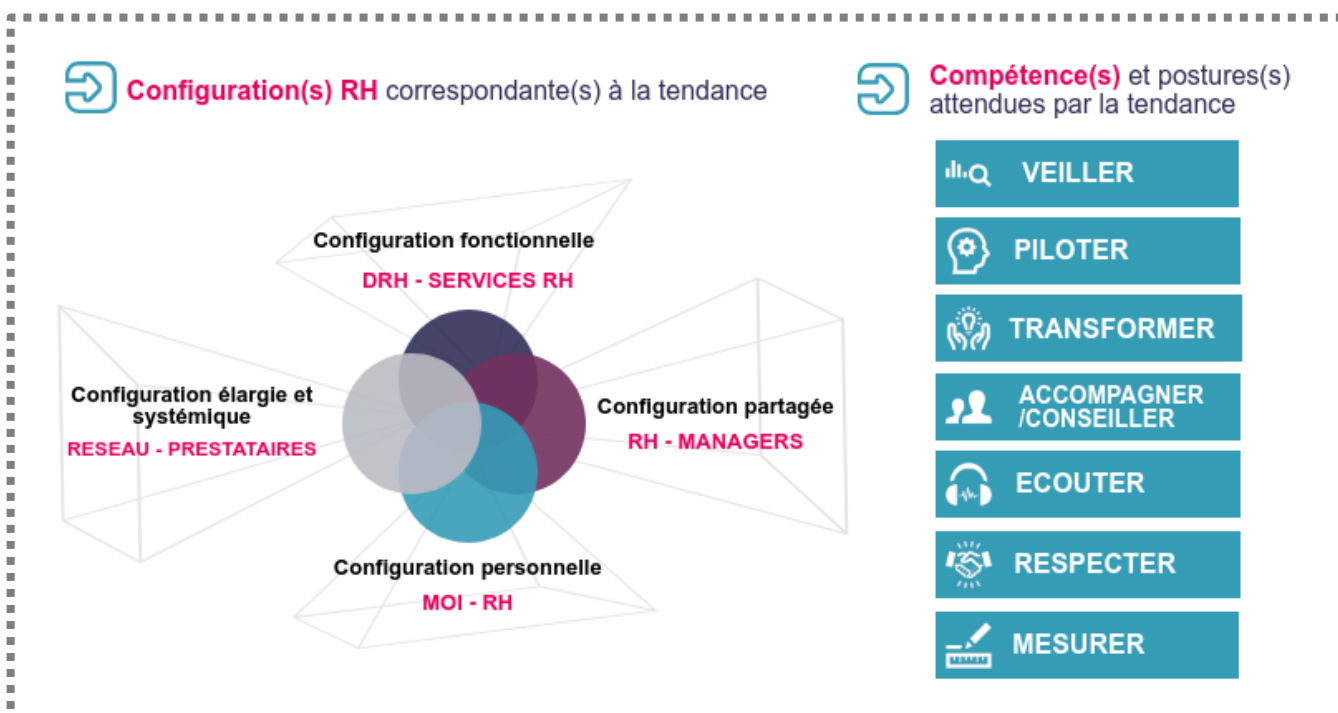 Configuration(s) RH correspondante(s) à la tendance
Configuration fonctionnelle
DRH - SERVICES RH
Configuration élargie et
systémique
RESEAU - PRESTATAIRES
Configuration partagée
RH - MANAGERS
Configuration personnelle
MOI - RH
Compétence(s) et postures(s)
attendues par la tendance
VEILLER
PILOTER
TRANSFORMER
ACCOMPAGNER
/CONSEILLER
ECOUTER
RESPECTER
MESURER